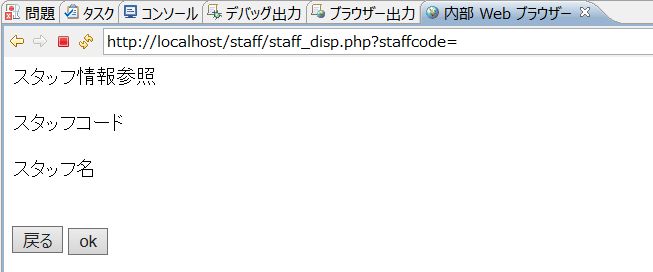 問題 タスク コンソール デバッグ出力 ブラウザー出力 内部 Web ブラウザー
http://localhost/staff/staff_disp.php?staffcode=
スタッフ情報参照
スタッフコード
スタッフ名
戻る ok